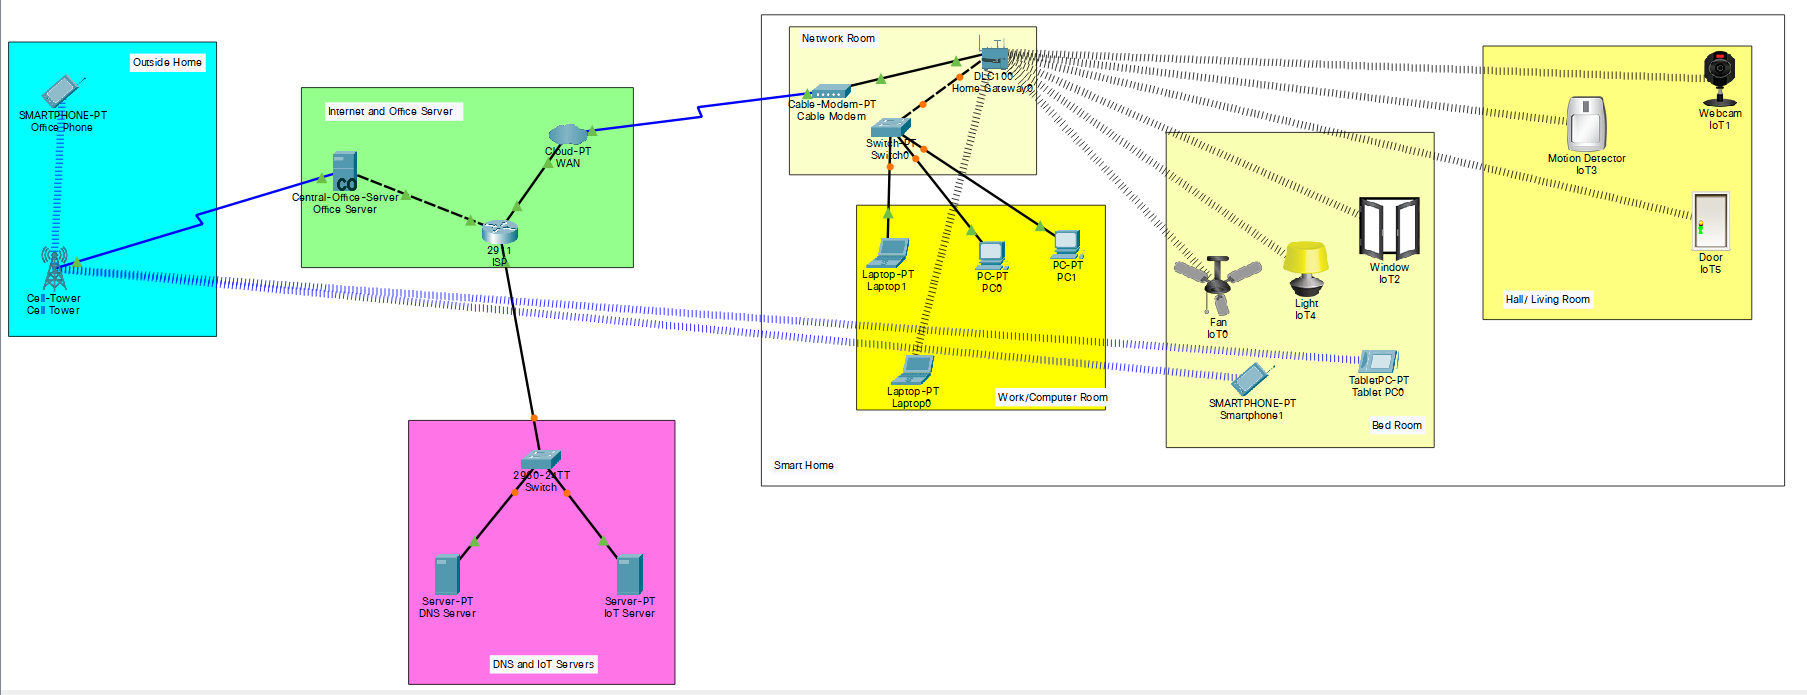 Outside Home
SMARTPHONE-PT
Office Phone
Cell-Tower
Cell Tower
Internet and Office Server
Cloud-PT
WAN
CO
Central-Office-Server
Office Server
2911
ISP
2960-24TT
Switch
Server-PT
DNS Server
Server-PT
IoT Server
DNS and IoT Servers
Network Room
DLC100
Home Gateway0
Cable-Modem-PT
Cable Modem
Switch-PT
Switch0
Laptop-PT
Laptop1
PC-PT
PC0
PC-PT
PC1
Laptop-PT
Laptop0
Work/Computer Room
Smart Home
Fan
IoT0
Light
IoT4
Window
IoT2
SMARTPHONE-PT
Smartphone1
TabletPC-PT
Tablet PC0
Bed Room
Webcam
IoT1
Motion Detector
IoT3
Door
IoT5
Hall/ Living Room